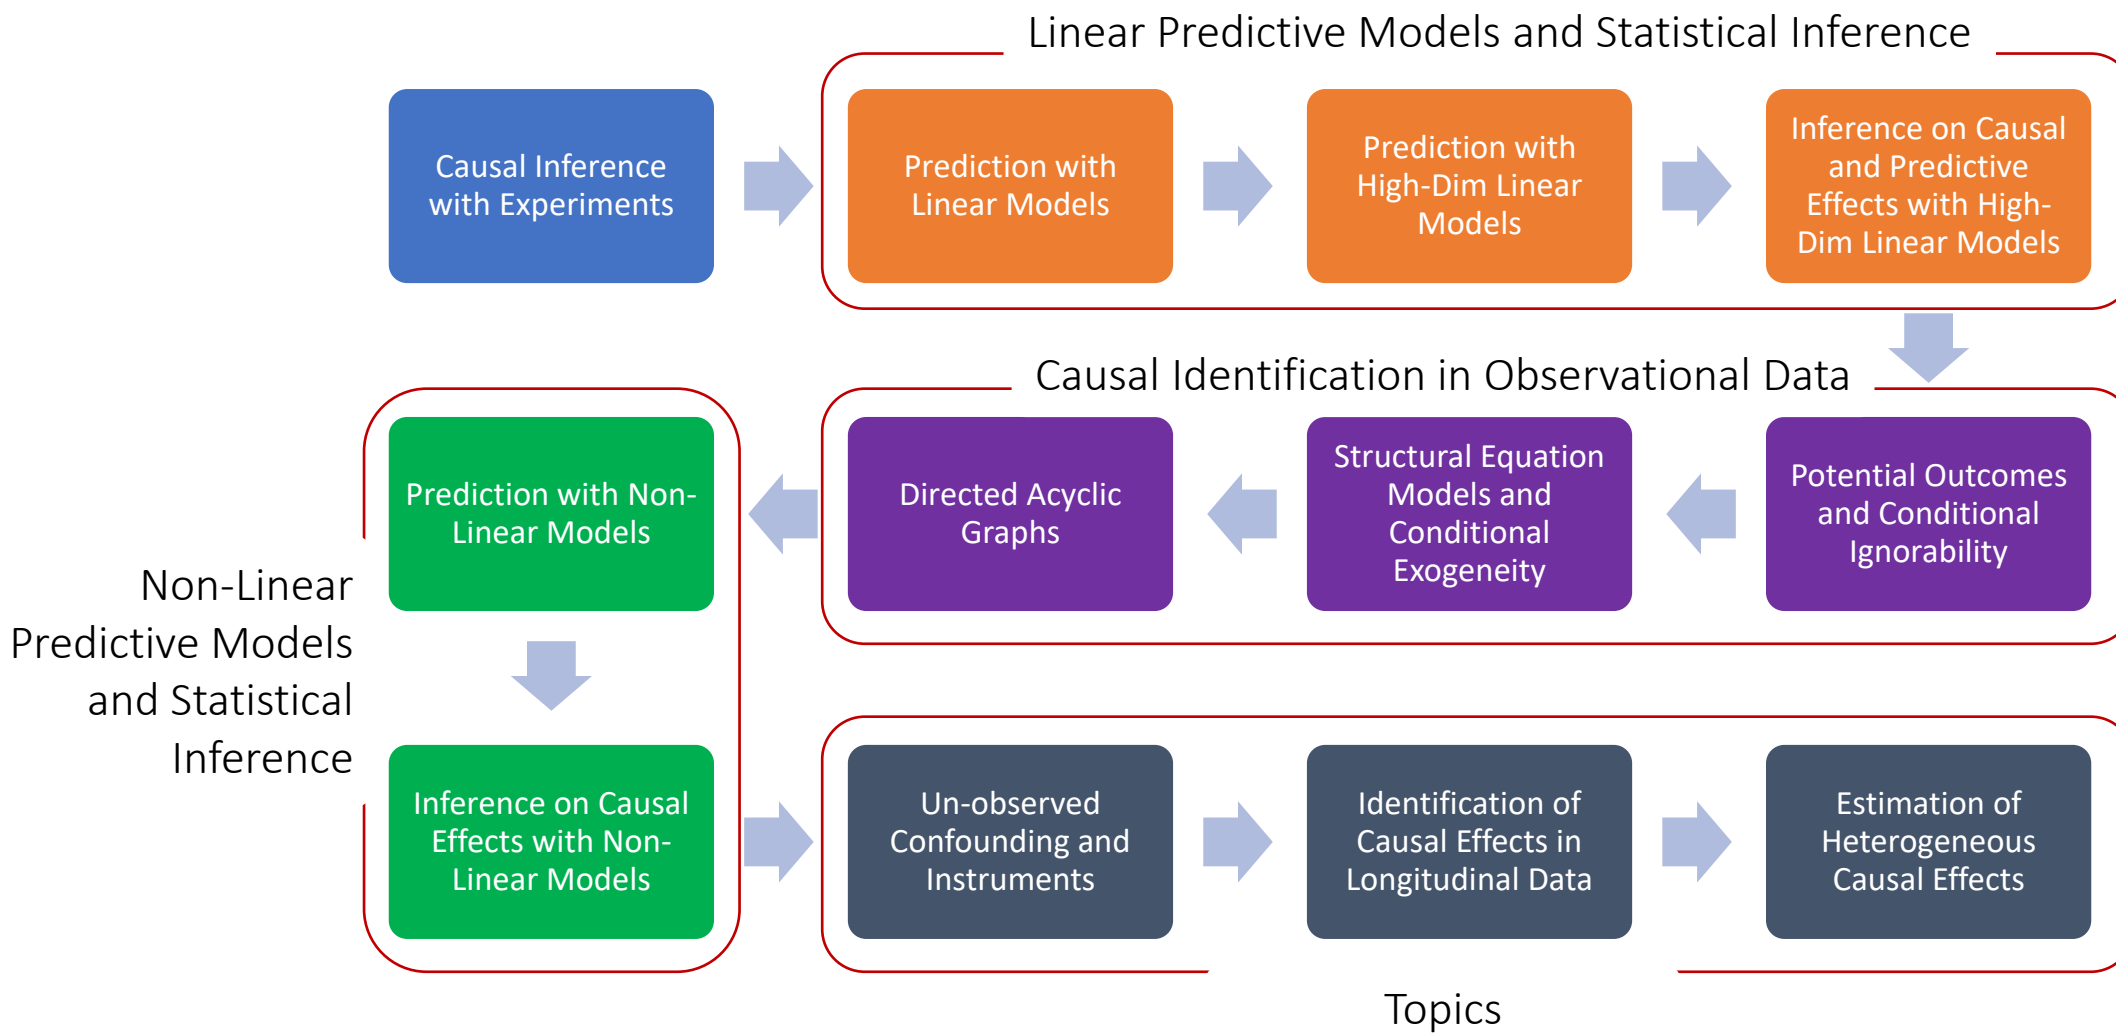 Linear Predictive Models and Statistical Inference
Causal Inference
with Experiments
Prediction with
Linear Models
Prediction with
High-Dim Linear
Models
Inference on Causal
and Predictive
Effects with High-
Dim Linear Models
Causal Identification in Observational Data
Potential Outcomes
and Conditional
Ignorability
Structural Equation
Models and
Conditional
Exogeneity
Directed Acyclic
Graphs
Non-Linear
Predictive Models
and Statistical
Inference
Prediction with Non-
Linear Models
Inference on Causal
Effects with Non-
Linear Models
Un-observed
Confounding and
Instruments
Identification of
Causal Effects in
Longitudinal Data
Estimation of
Heterogeneous
Causal Effects
Topics